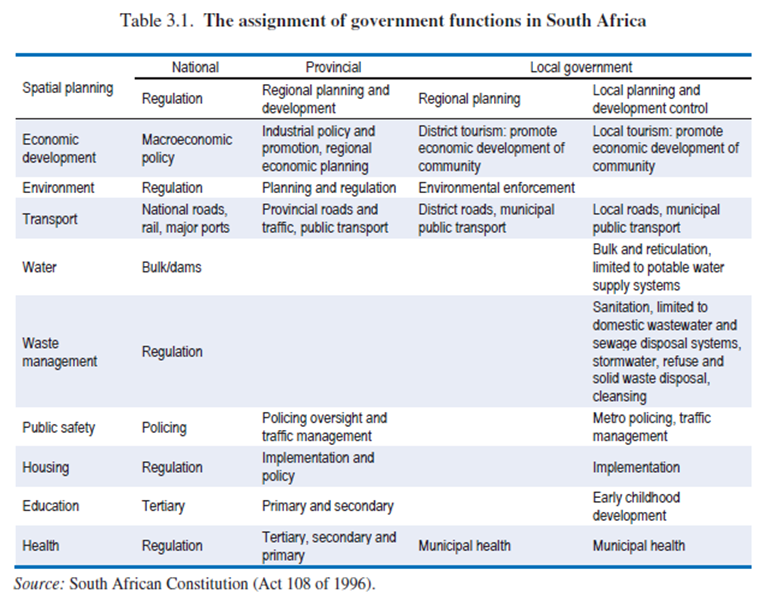 Table 3.1. The assignment of government functions in South Africa
National Provincial Local government
Spatial planning
Regulation
Regional planning and
development
Regional planning
Local planning and
development control
Economic
development
Macroeconomic
policy
Industrial policy and
promotion, regional
economic planning
District tourism: promote
economic development of
community
Local tourism: promote
economic development of
community
Environment Regulation Planning and regulation Environmental enforcement
Transport
National roads,
rail, major ports
Provincial roads and
traffic, public transport
District roads, municipal
public transport
Local roads, municipal
public transport
Water
Bulk/dams
Bulk and reticulation,
limited to potable water
supply systems
Waste
management
Regulation
Sanitation, limited to
domestic wastewater and
sewage disposal systems,
stormwater, refuse and
solid waste disposal,
cleansing
Public safety
Policing
Policing oversight and
traffic management
Metro policing, traffic
management
Housing
Regulation
Implementation and
policy
Implementation
Education
Tertiary
Primary and secondary
Early childhood
development
Health
Regulation
Tertiary, secondary and
primary
Municipal health
Municipal health
Source: South African Constitution (Act 108 of 1996).